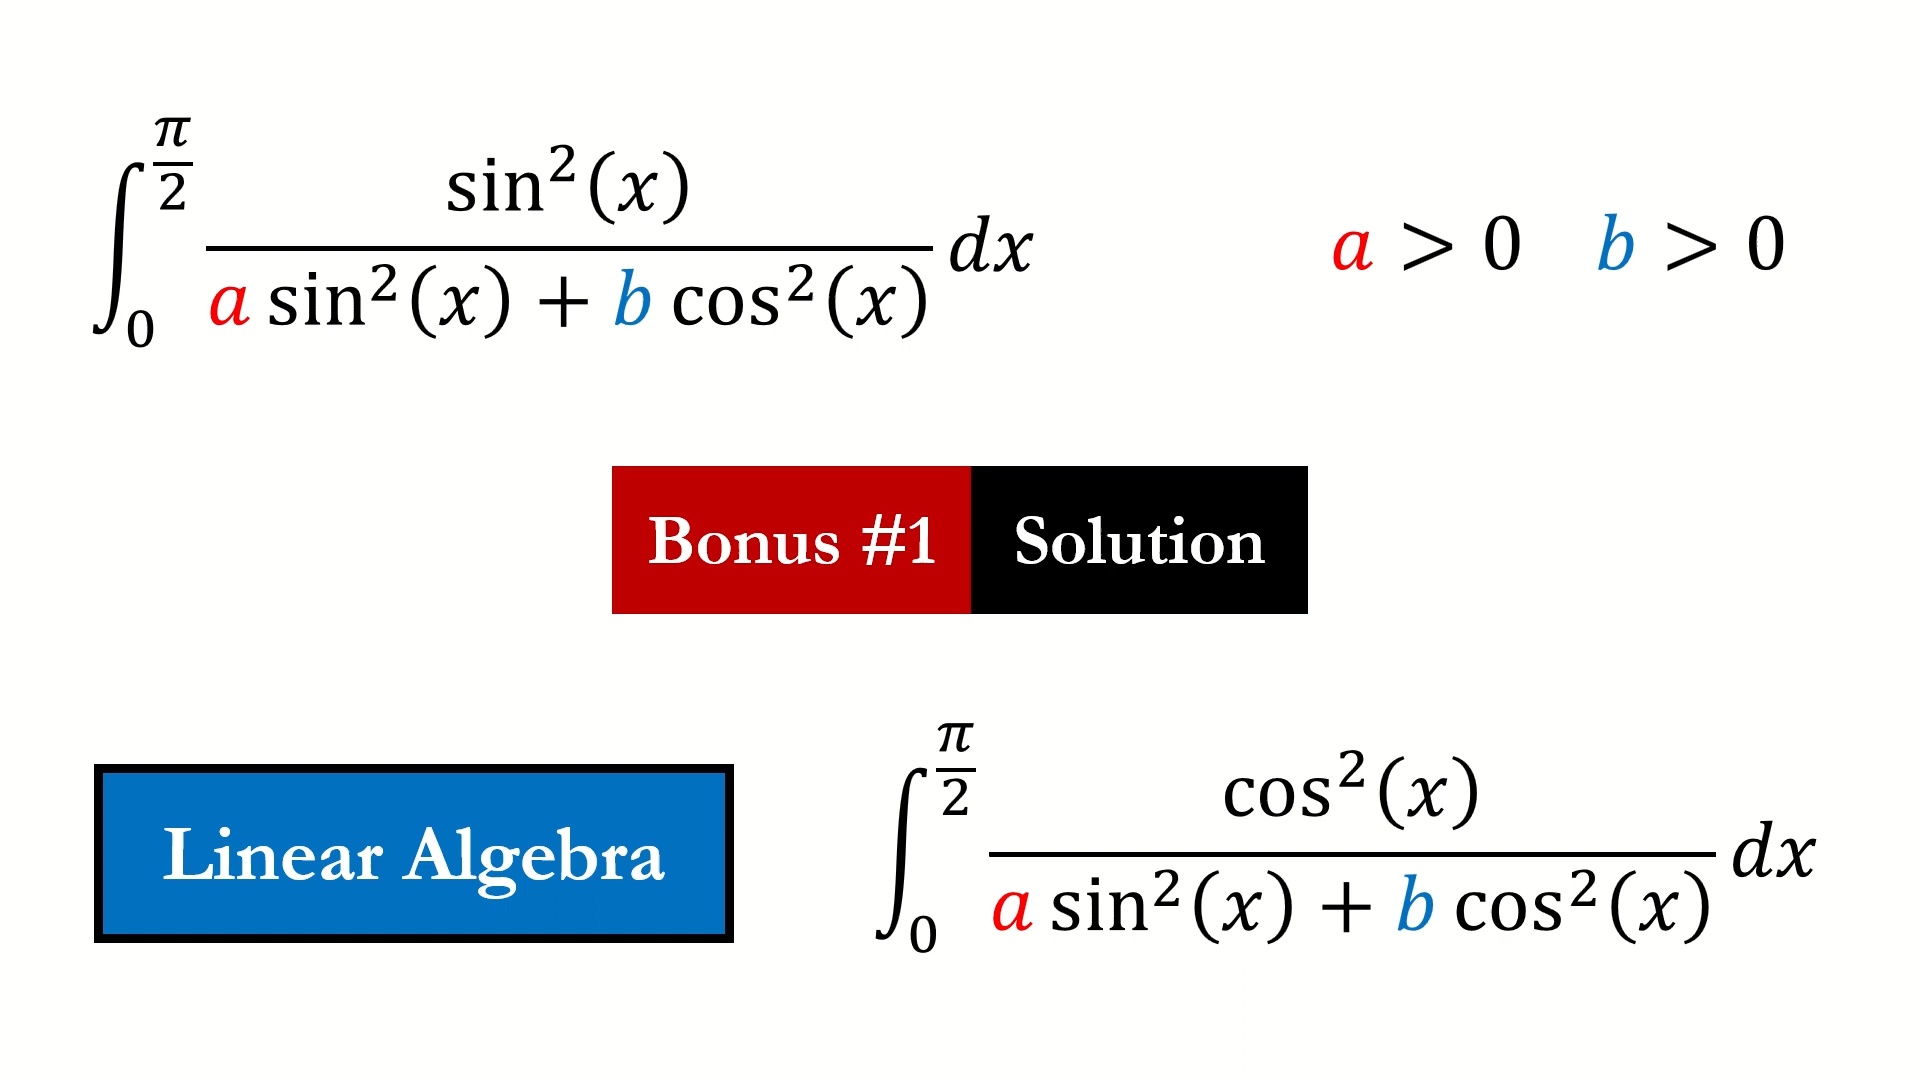 ∫₀^(π/2) sin²(x) / (a sin²(x) + b cos²(x)) dx    a > 0    b > 0
Bonus #1 Solution
Linear Algebra
∫₀^(π/2) cos²(x) / (a sin²(x) + b cos²(x)) dx